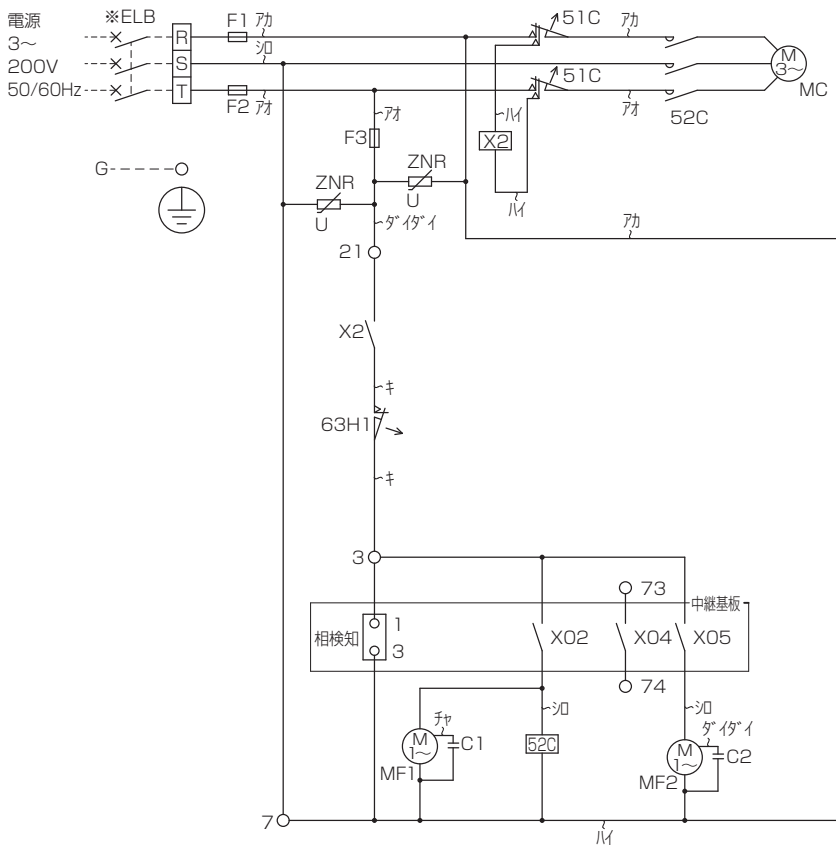 電源
3~
200V
50/60Hz
※ELB
R
S
T
F1
ｱｶ
ｼﾛ
F2
ｱｵ
51C
ｱｶ
51C
ｱｵ
52C
M
3~
MC
ｱｵ
F3
ﾊｲ
X2
ﾊｲ
G
ZNR
U
ZNR
U
ﾀﾞｲﾀﾞｲ
ｱｶ
21
X2
ｷ
63H1
ｷ
3
73
中継基板
相検知
1
3
X02
X04
X05
74
ﾁｬ
ｼﾛ
ｼﾛ
ﾀﾞｲﾀﾞｲ
M
1~
C1
MF1
52C
M
1~
C2
MF2
7
ﾊｲ